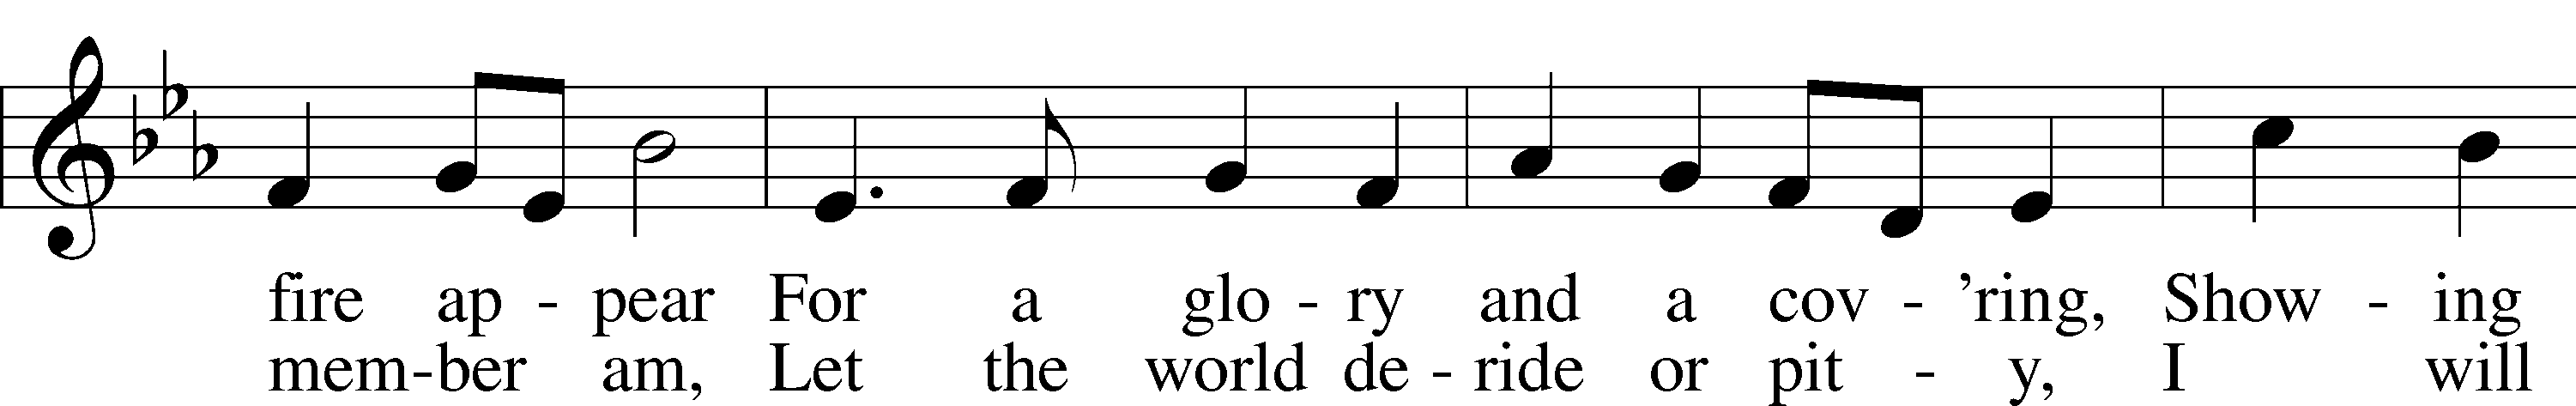 fire ap - pear For a glo - ry and a cov - 'ring, Show - ing
mem-ber am, Let the world de - ride or pit - y, I will